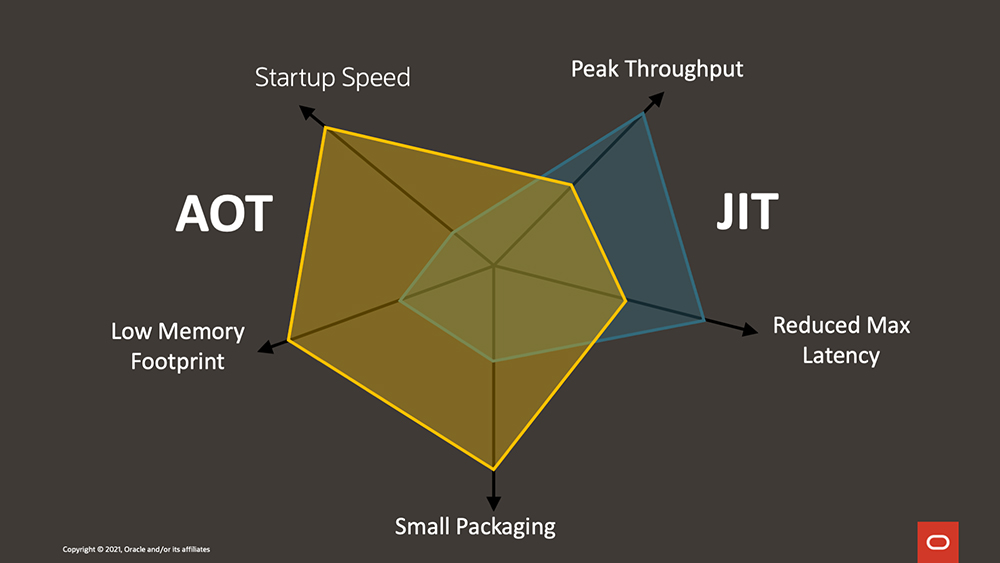 Startup Speed
Peak Throughput
AOT
JIT
Low Memory
Footprint
Reduced Max
Latency
Small Packaging
Copyright © 2021, Oracle and/or its affiliates